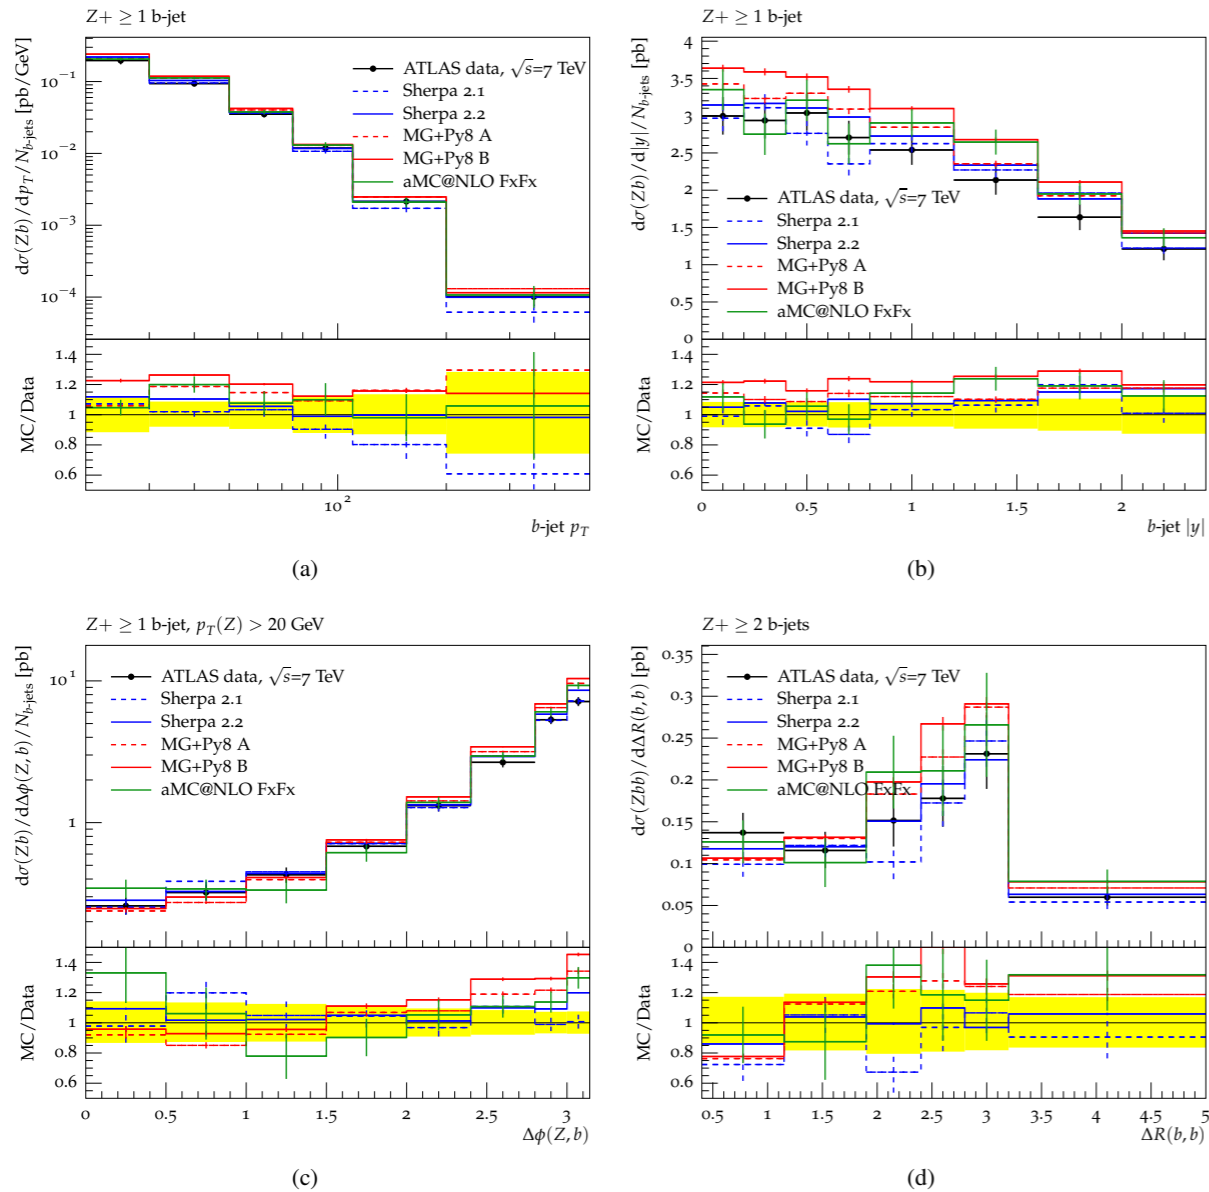 Z+ ≥ 1 b-jet
dσ(Zb)/dp_T/N_b-jets [pb/GeV]
10⁻¹
10⁻²
10⁻³
10⁻⁴
ATLAS data, √s=7 TeV
Sherpa 2.1
Sherpa 2.2
MG+Py8 A
MG+Py8 B
aMC@NLO FxFx
MC/Data
1.4
1.2
1
0.8
0.6
10²
b-jet p_T
(a)
Z+ ≥ 1 b-jet
dσ(Zb)/d|y|/N_b-jets [pb]
4
3.5
3
2.5
2
1.5
1
0.5
0
ATLAS data, √s=7 TeV
Sherpa 2.1
Sherpa 2.2
MG+Py8 A
MG+Py8 B
aMC@NLO FxFx
MC/Data
1.4
1.2
1
0.8
0.6
0 0.5 1 1.5 2
b-jet |y|
(b)
Z+ ≥ 1 b-jet, p_T(Z) > 20 GeV
dσ(Zb)/dΔϕ(Z, b)/N_b-jets [pb]
10¹
1
ATLAS data, √s=7 TeV
Sherpa 2.1
Sherpa 2.2
MG+Py8 A
MG+Py8 B
aMC@NLO FxFx
MC/Data
1.4
1.2
1
0.8
0.6
0 0.5 1 1.5 2 2.5 3
Δϕ(Z, b)
(c)
Z+ ≥ 2 b-jets
dσ(Zbb)/dΔR(b, b) [pb]
0.35
0.3
0.25
0.2
0.15
0.1
0.05
0
ATLAS data, √s=7 TeV
Sherpa 2.1
Sherpa 2.2
MG+Py8 A
MG+Py8 B
aMC@NLO FxFx
MC/Data
1.4
1.2
1
0.8
0.6
0.5 1 1.5 2 2.5 3 3.5 4 4.5 5
ΔR(b, b)
(d)